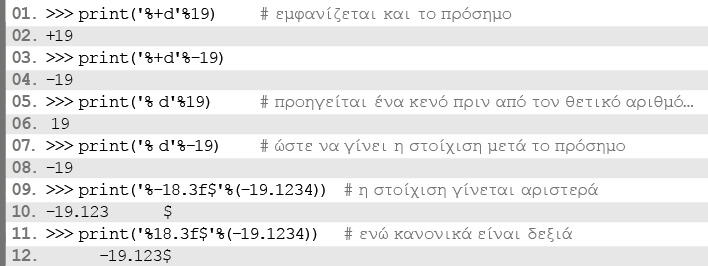 01. >>> print('%+d'%19)     # εμφανίζεται και το πρόσημο
02. +19
03. >>> print('%+d'%-19)
04. -19
05. >>> print('% d'%19)     # προηγείται ένα κενό πριν από τον θετικό αριθμό…
06.  19
07. >>> print('% d'%-19)    # ώστε να γίνει η στοίχιση μετά το πρόσημο
08. -19
09. >>> print('%-18.3f$'%(-19.1234))  # η στοίχιση γίνεται αριστερά
10. -19.123      $
11. >>> print('%18.3f$'%(-19.1234))   # ενώ κανονικά είναι δεξιά
12.       -19.123$